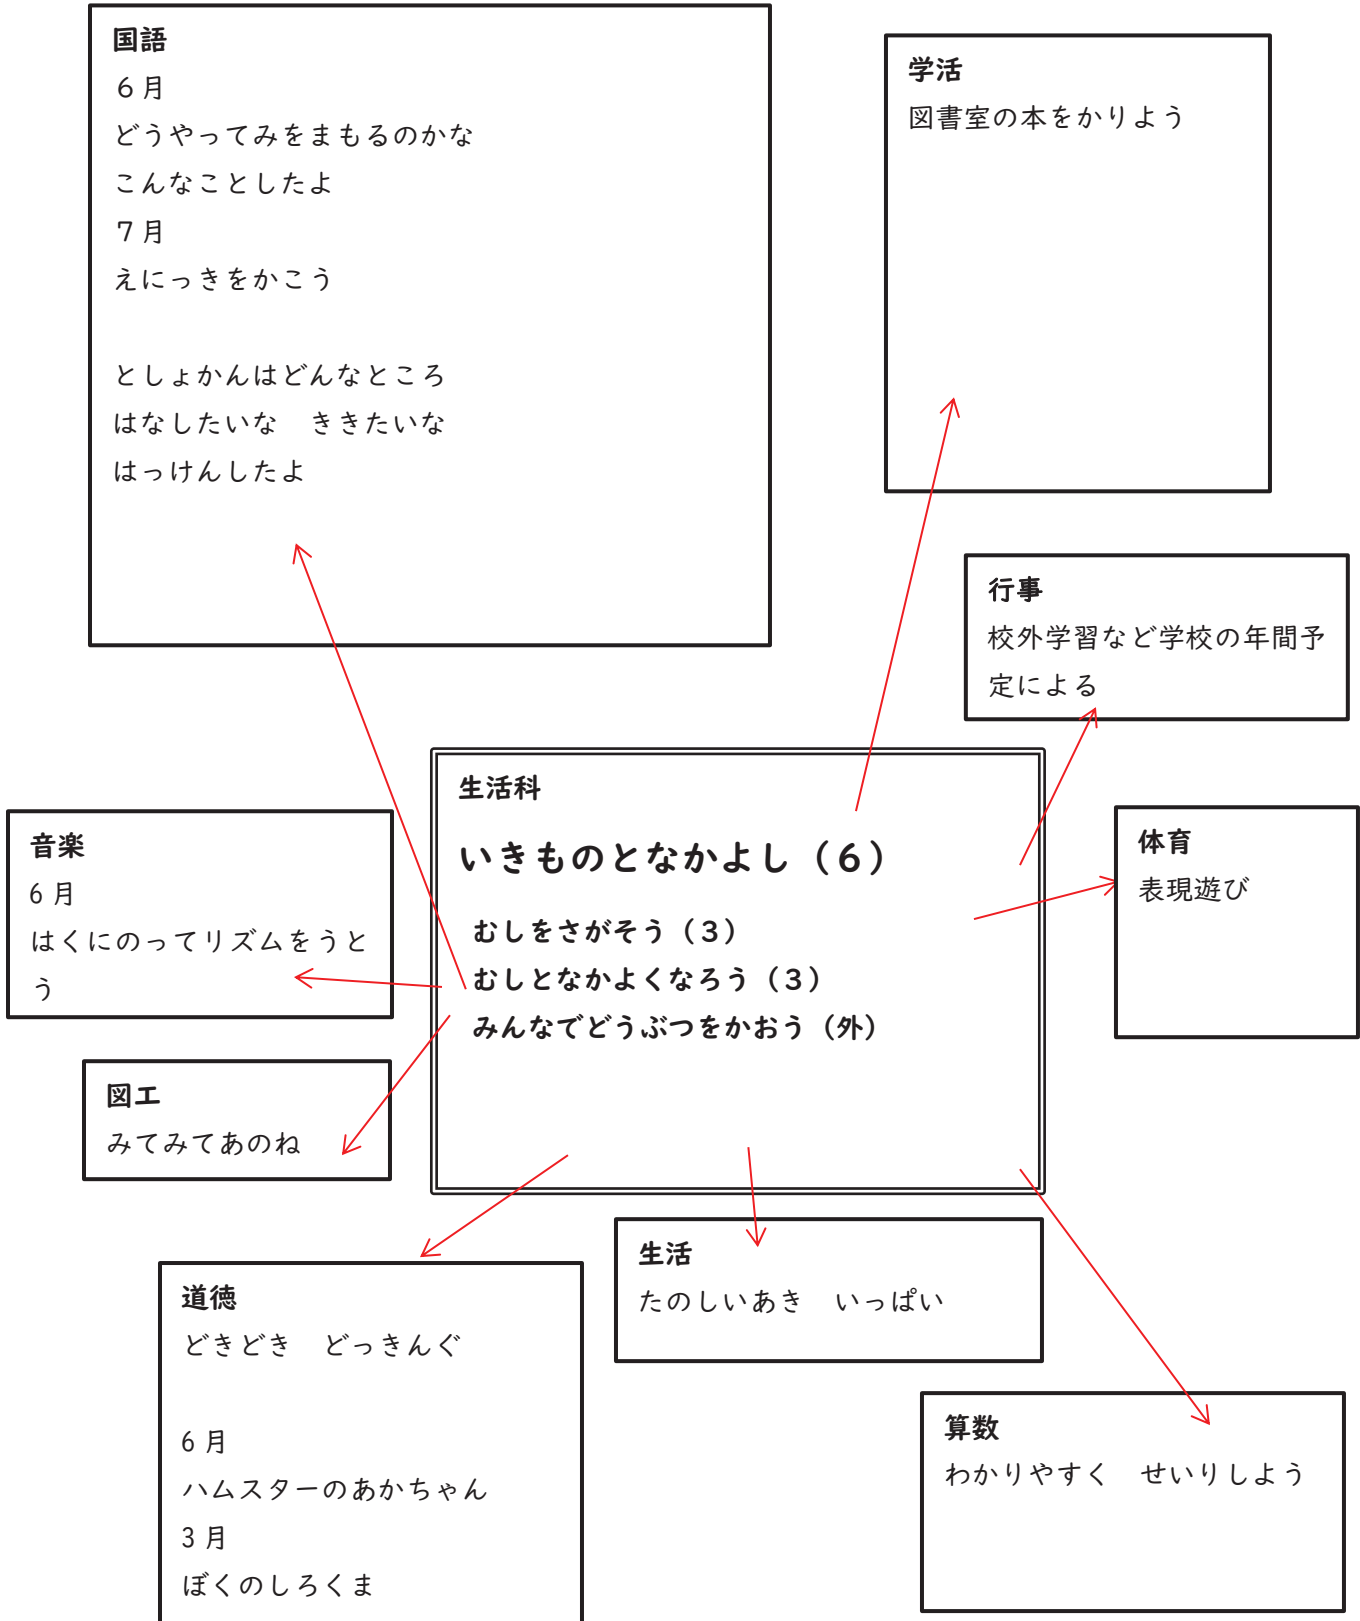 国語
６月
どうやってみをまもるのかな
こんなことしたよ
７月
えにっきをかこう
としょかんはどんなところ
はなしたいな　ききたいな
はっけんしたよ
学活
図書室の本をかりよう
行事
校外学習など学校の年間予
定による
生活科
いきものとなかよし（６）
むしをさがそう（３）
むしとなかよくなろう（３）
みんなでどうぶつをかおう（外）
音楽
6月
はくにのってリズムをうと
う
体育
表現遊び
図工
みてみてあのね
生活
たのしいあき　いっぱい
道徳
どきどき　どっきんぐ
6月
ハムスターのあかちゃん
3月
ぼくのしろくま
算数
わかりやすく　せいりしよう